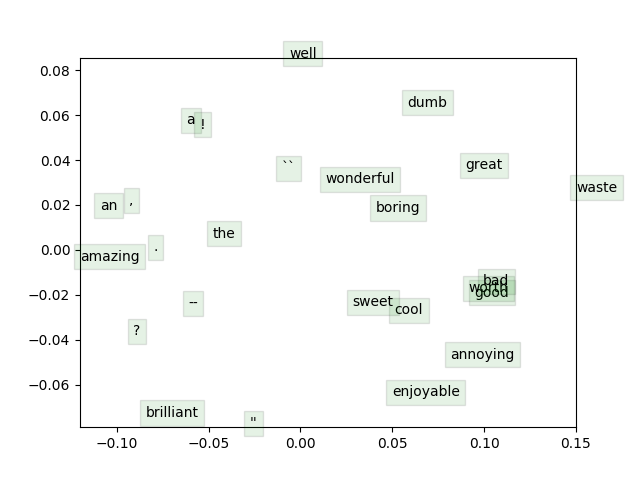 well
0.08
dumb
a
!
0.06
0.04
``
wonderful
great
waste
boring
0.02
an
,
the
0.00
amazing
.
bad
worth
good
−0.02
--
sweet
cool
?
−0.04
annoying
−0.06
enjoyable
brilliant
"
−0.10
−0.05
0.00
0.05
0.10
0.15